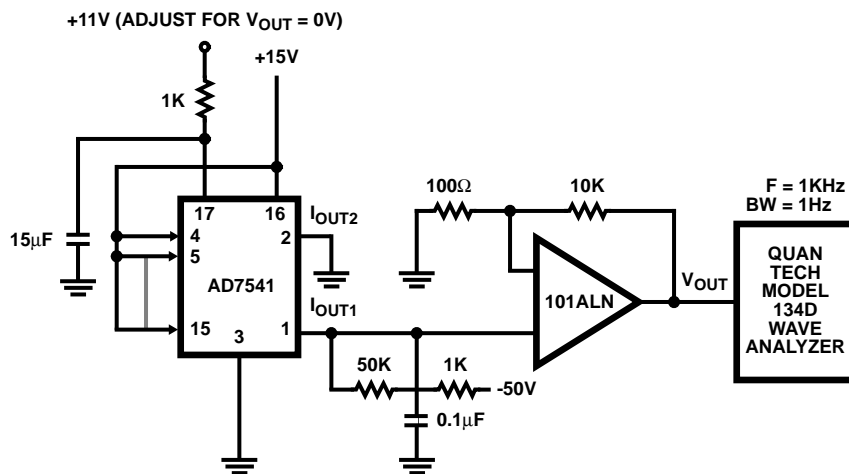 +11V (ADJUST FOR VOUT = 0V)
+15V
1K
17
16
15μF
4
5
15
AD7541
IOUT2
2
IOUT1
1
3
50K
1K
-50V
0.1μF
100Ω
10K
101ALN
VOUT
F = 1KHz
BW = 1Hz
QUAN
TECH
MODEL
134D
WAVE
ANALYZER